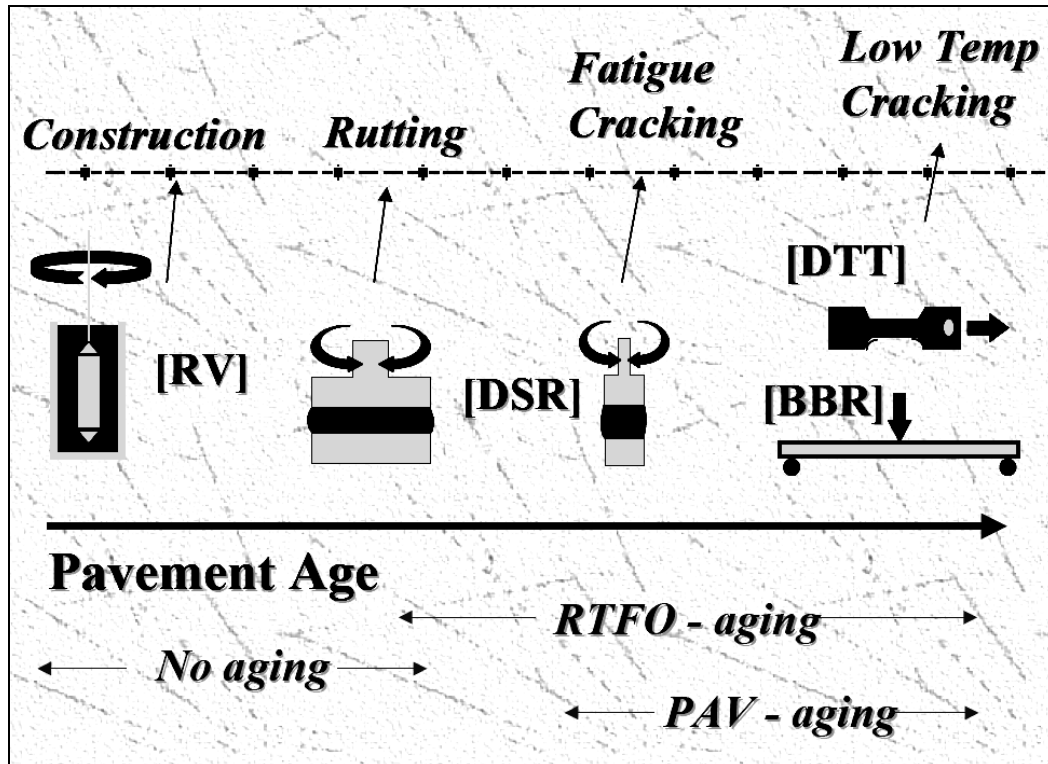 Construction
Rutting
Fatigue
Cracking
Low Temp
Cracking
[RV]
[DSR]
[DTT]
[BBR]
Pavement Age
RTFO - aging
No aging
PAV - aging